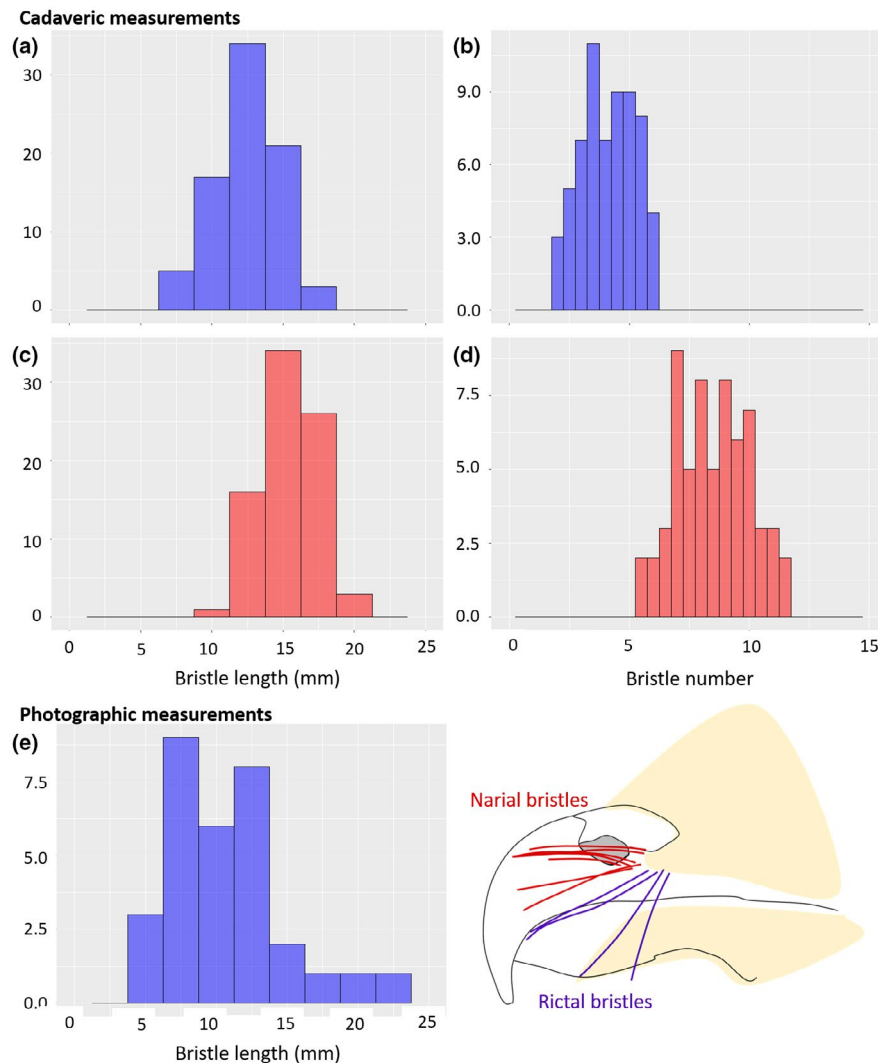 Cadaveric measurements
(a)
30
20
10
0
(b)
9.0
6.0
3.0
0.0
(c)
30
20
10
0
0 5 10 15 20 25
Bristle length (mm)
(d)
7.5
5.0
2.5
0.0
0 5 10 15
Bristle number
Photographic measurements
(e)
7.5
5.0
2.5
0.0
0 5 10 15 20 25
Bristle length (mm)
Narial bristles
Rictal bristles